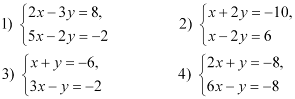 1) { 2x − 3y = 8,
5x − 2y = −2
2) { x + 2y = −10,
x − 2y = 6
3) { x + y = −6,
3x − y = −2
4) { 2x + y = −8,
6x − y = −8